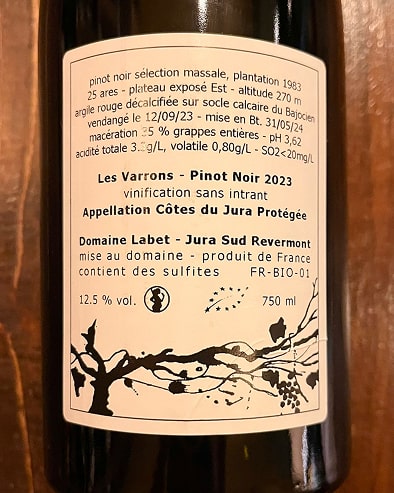 pinot noir sélection massale, plantation 1983
25 ares - plateau exposé Est - altitude 270 m
argile rouge décalcifiée sur socle calcaire du Bajocien
vendangé le 12/09/23 - mise en Bt. 31/05/24
macération 35 % grappes entières - pH 3,62
acidité totale volatile 0,80g/L - SO2<20mg/L
Les Varrons - Pinot Noir 2023
vinification sans intrant
Appellation Côtes du Jura Protégée
Domaine Labet - Jura Sud Revermont
mise au domaine - produit de France
contient des sulfites FR-BIO-01
12.5 % vol. 750 ml